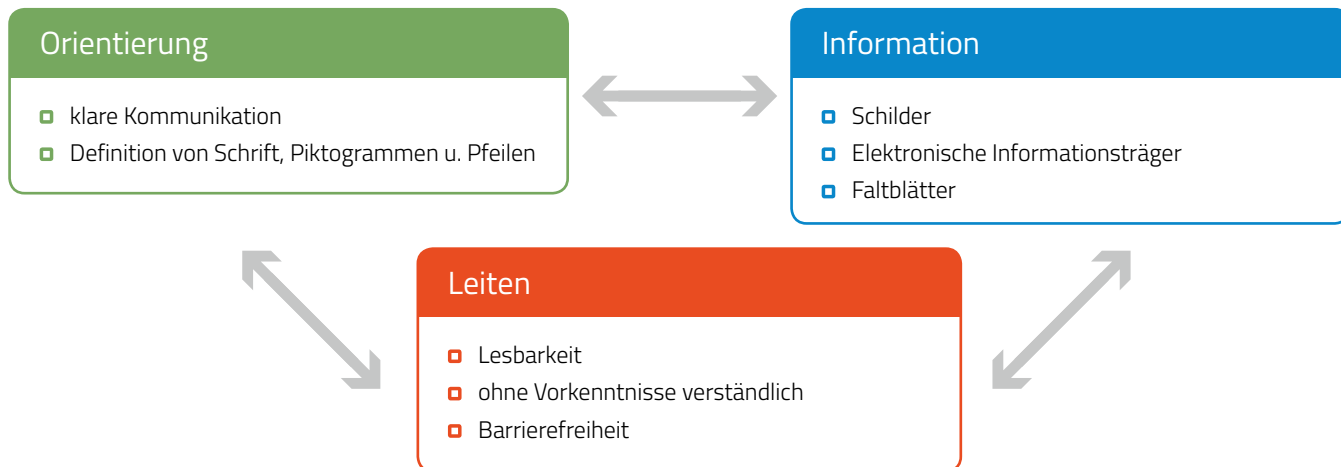 Orientierung
klare Kommunikation
Definition von Schrift, Piktogrammen u. Pfeilen
Information
Schilder
Elektronische Informationsträger
Faltblätter
Leiten
Lesbarkeit
ohne Vorkenntnisse verständlich
Barrierefreiheit